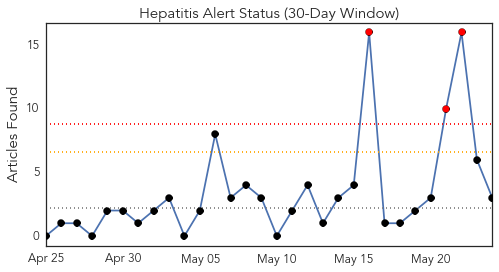 Hepatitis Alert Status (30-Day Window)
Articles Found
15
10
5
0
Apr 25 Apr 30 May 05 May 10 May 15 May 20